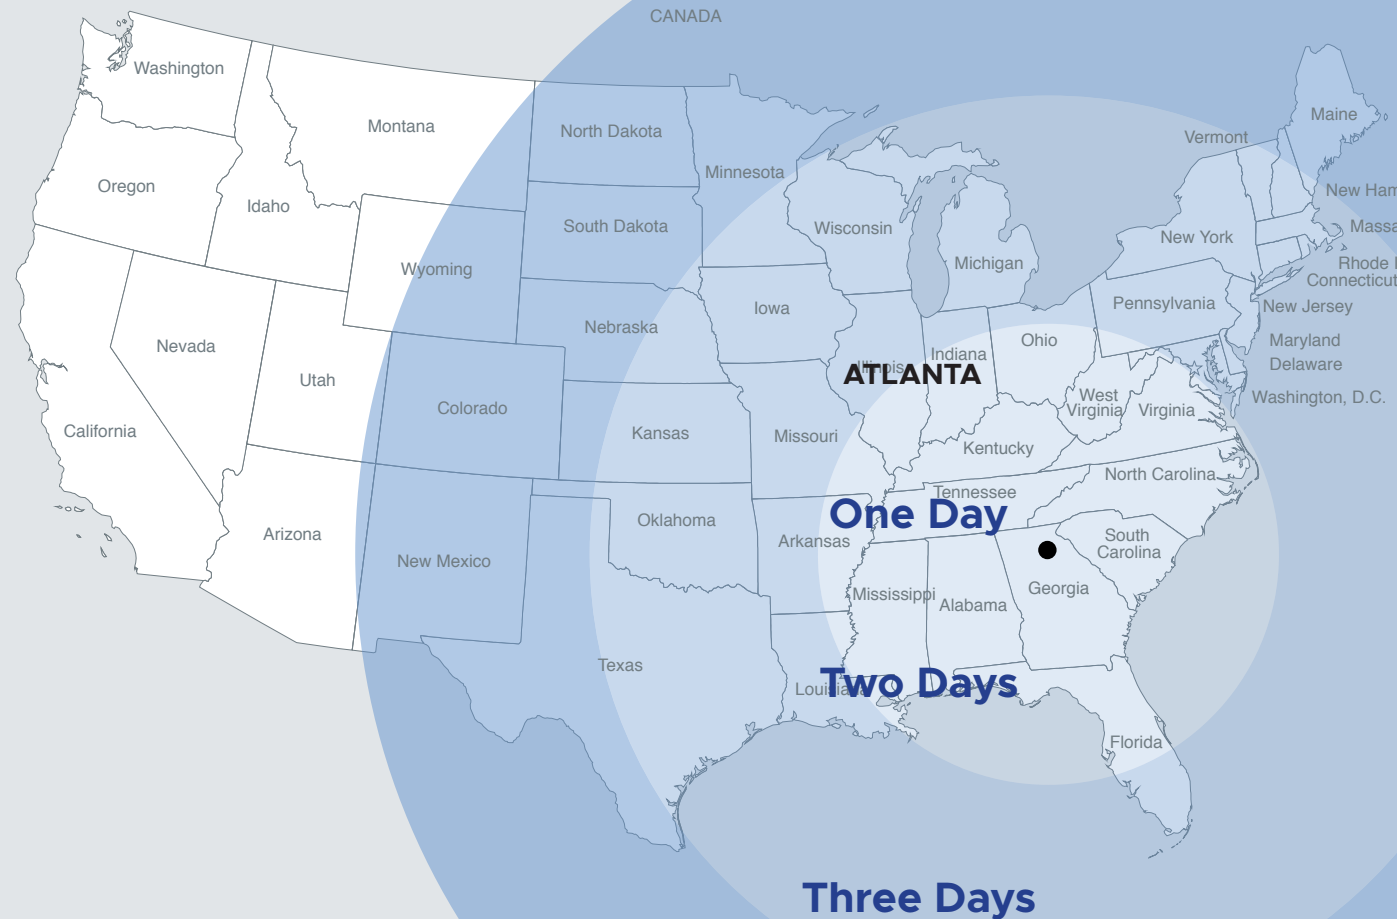 CANADA
Washington
Montana
North Dakota
Minnesota
Vermont
Maine
Oregon
Idaho
South Dakota
Wisconsin
New York
New Ham
Massa
Wyoming
Michigan
Rhode I
Connecticut
Nebraska
Iowa
Pennsylvania
New Jersey
Nevada
Utah
Illinois
Indiana
Ohio
Maryland
Delaware
ATLANTA
Colorado
West
Virginia
Virginia
Washington, D.C.
California
Kansas
Missouri
Kentucky
North Carolina
Tennessee
One Day
Arizona
Oklahoma
Arkansas
South
Carolina
New Mexico
Mississippi
Alabama
Georgia
Texas
Louisiana
Two Days
Florida
Three Days